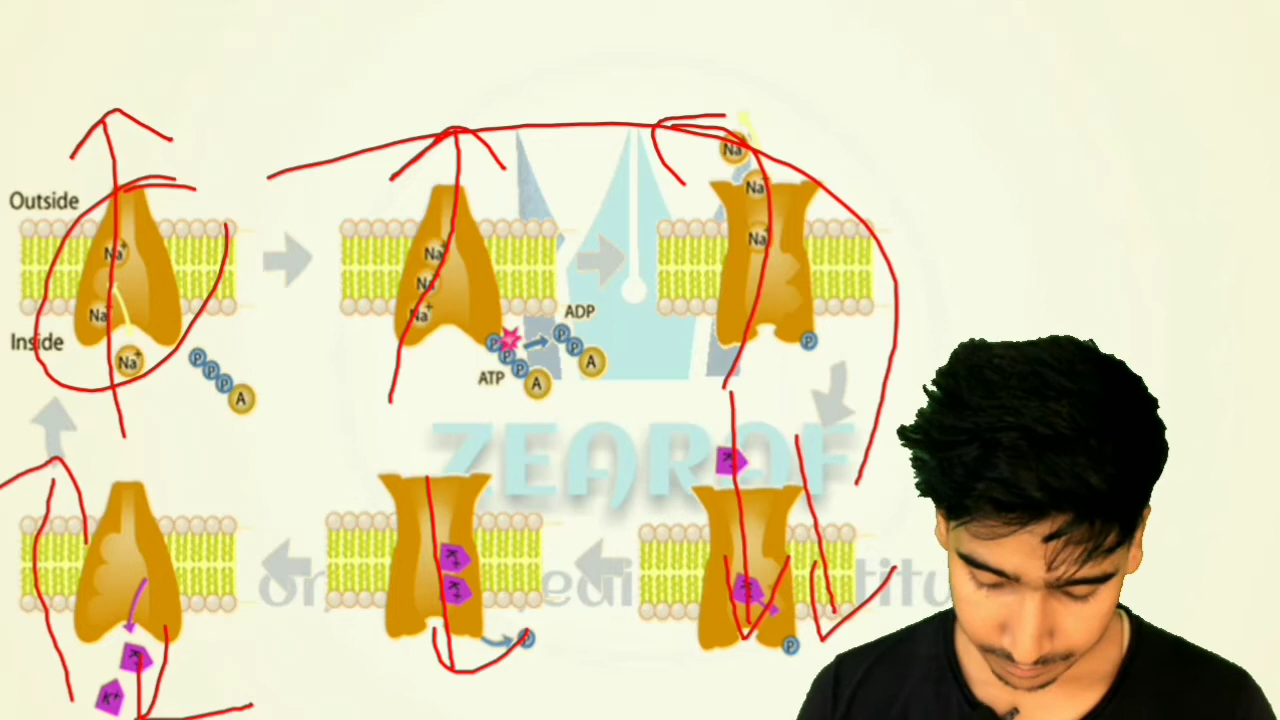 Outside
Na⁺
Na⁺
Inside
Na⁺
P P P A
Na⁺
Na
Na⁺
ATP
P P P A
ADP
P P A
Na
Na⁺
Na⁺
P
ZEARAF
K⁺
K⁺
K⁺
K⁺
P
K
P